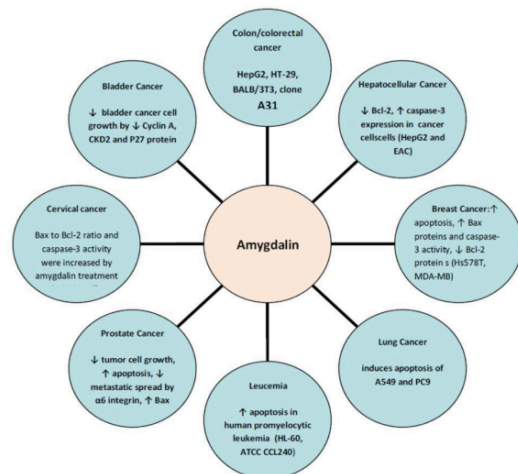 Colon/colorectal
cancer
HepG2, HT-29,
BALB/3T3, clone
A31
Hepatocellular Cancer
↓ Bcl-2, ↑ caspase-3
expression in cancer
cellscells (HepG2 and
EAC)
Breast Cancer:↑
apoptosis, ↑ Bax
proteins and caspase-
3 activity, ↓ Bcl-2
protein s (Hs578T,
MDA-MB)
Lung Cancer
induces apoptosis of
A549 and PC9
Leucemia
↑ apoptosis in
human promyelocytic
leukemia (HL-60,
ATCC CCL240)
Prostate Cancer
↓ tumor cell growth,
↑ apoptosis, ↓
metastatic spread by
α6 integrin, ↑ Bax
Cervical cancer
Bax to Bcl-2 ratio and
caspase-3 activity
were increased by
amygdalin treatment
Bladder Cancer
↓ bladder cancer cell
growth by ↓ Cyclin A,
CKD2 and P27 protein
Amygdalin